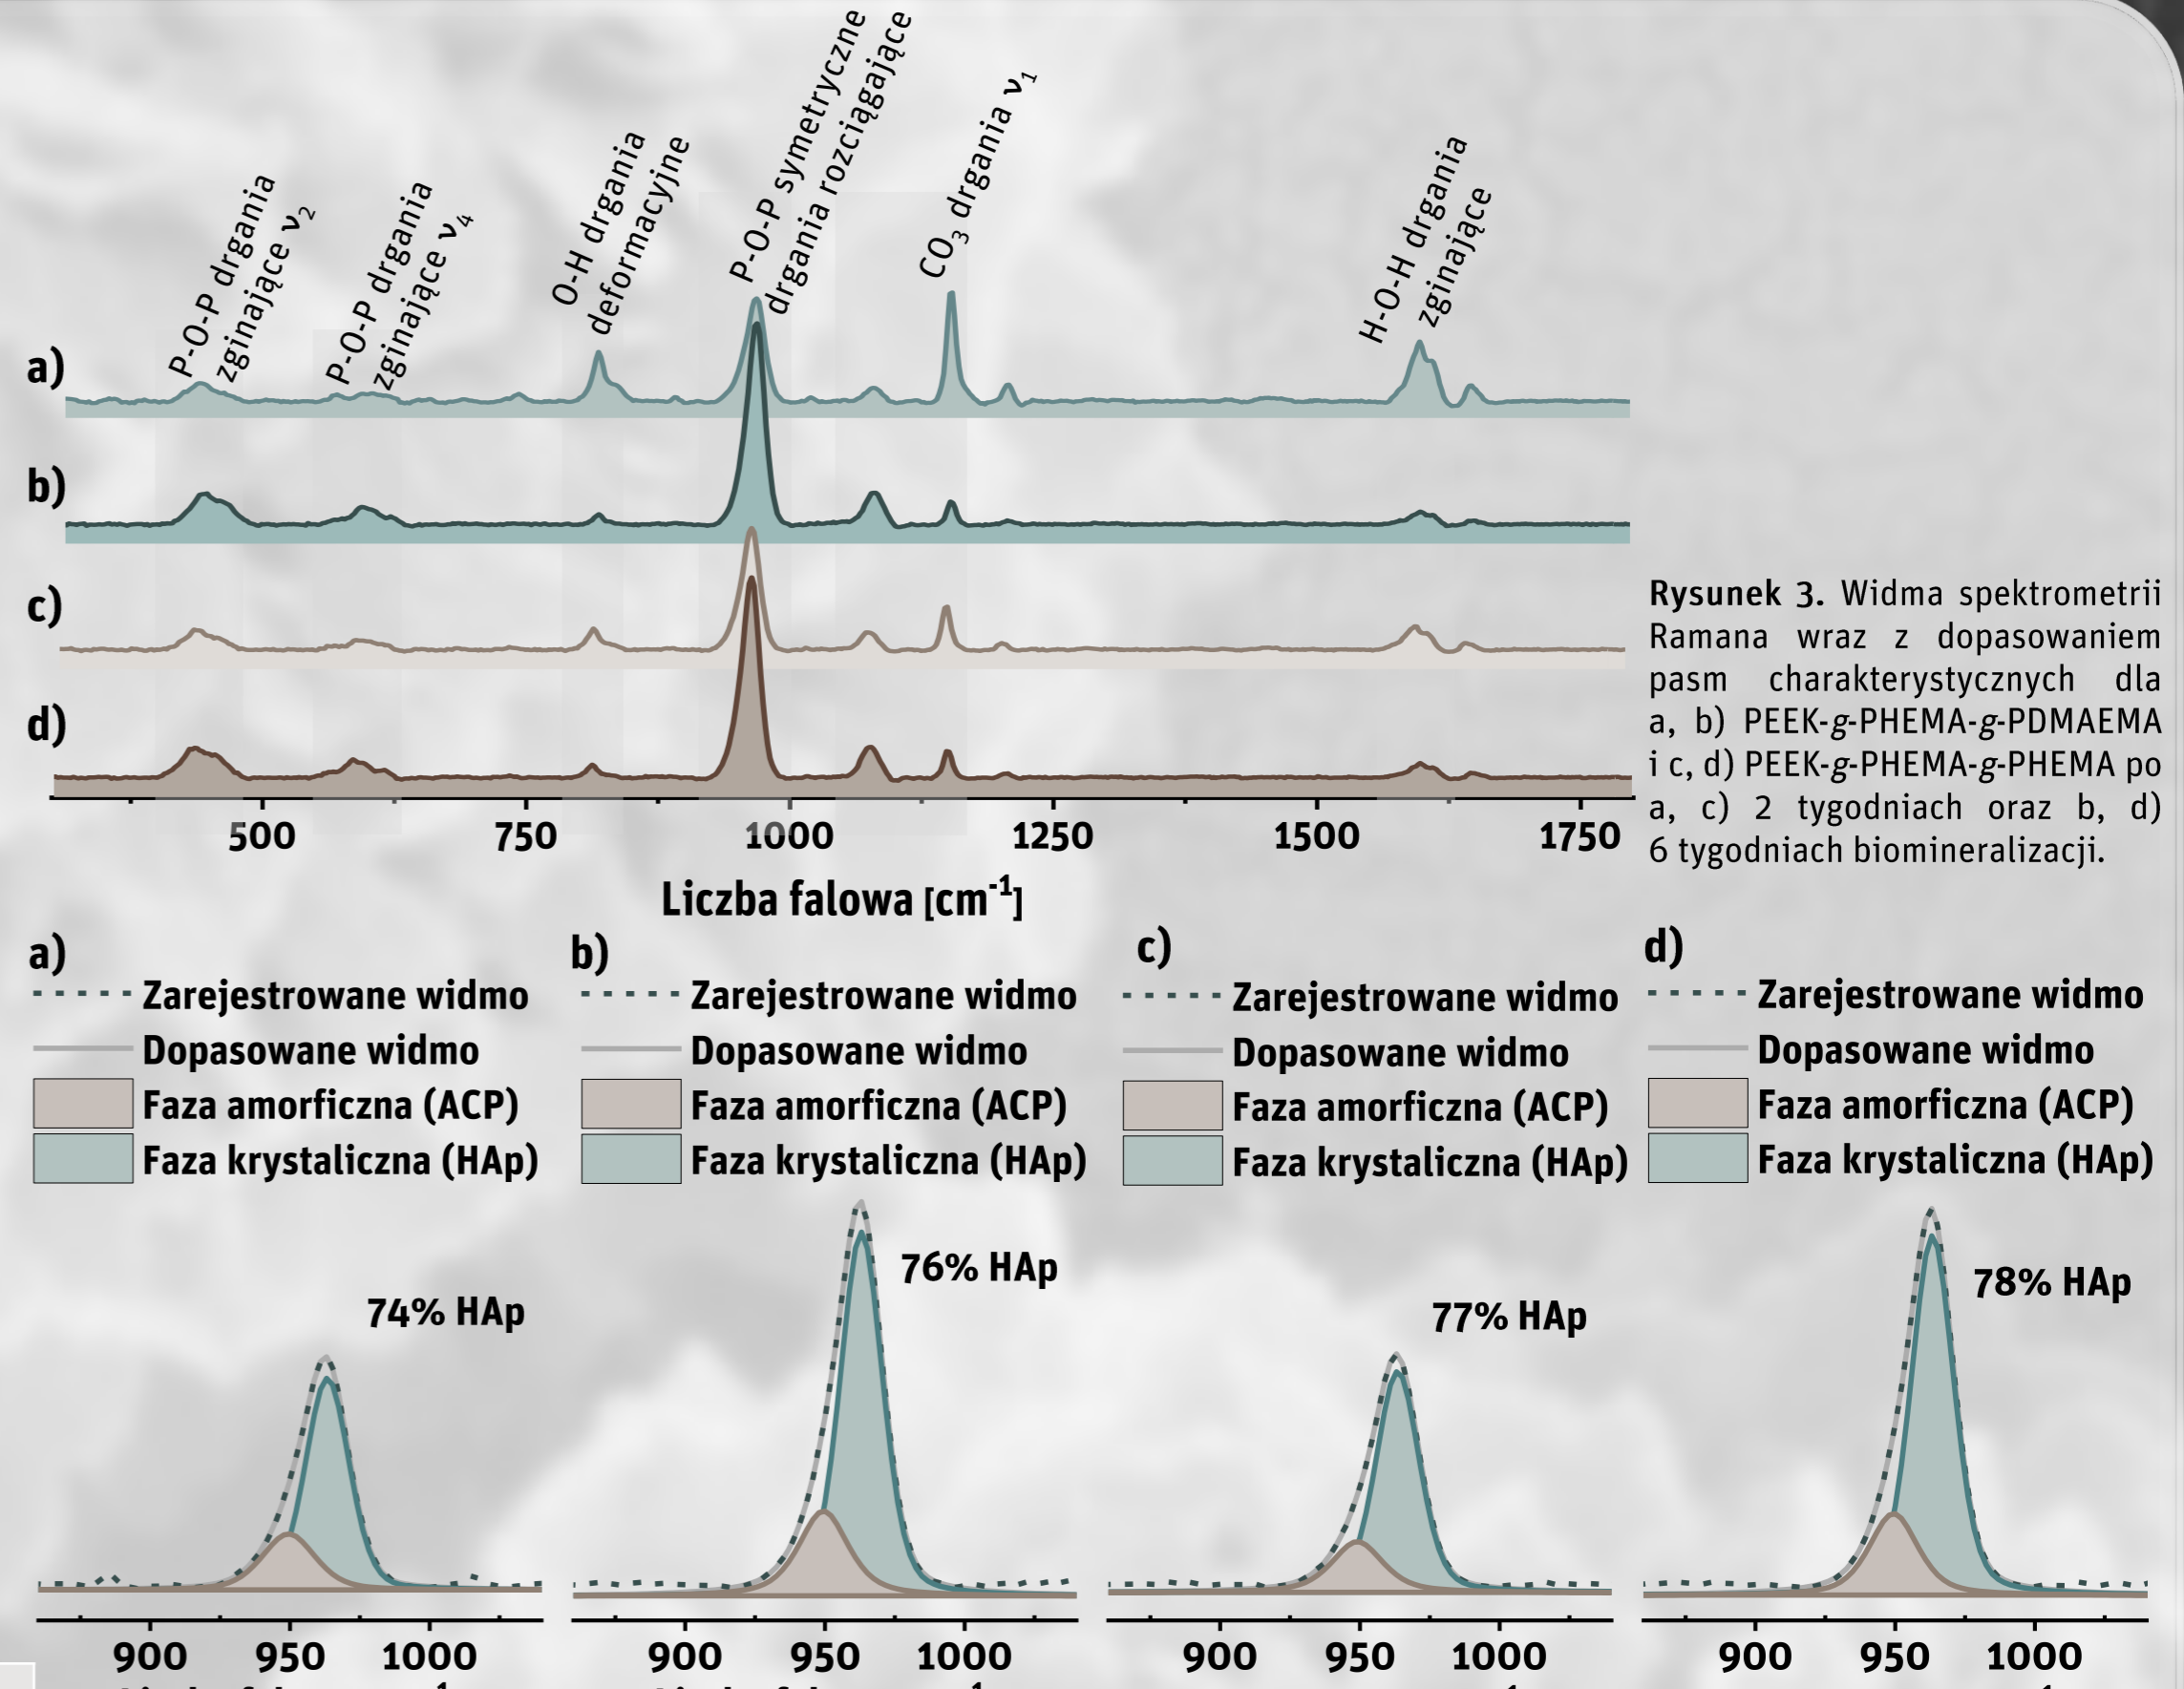 P-O-P drgania
zginające ν2
P-O-P drgania
zginające ν4
O-H drgania
deformacyjne
P-O-P symetryczne
drgania rozciągające
CO3 drgania ν1
H-O-H drgania
zginające
a)
b)
c)
d)
500 750 1000 1250 1500 1750
Liczba falowa [cm-1]
Rysunek 3. Widma spektrometrii
Ramana wraz z dopasowaniem
pasm charakterystycznych dla
a, b) PEEK-g-PHEMA-g-PDMAEMA
i c, d) PEEK-g-PHEMA-g-PHEMA po
a, c) 2 tygodniach oraz b, d)
6 tygodniach biomineralizacji.
a)
Zarejestrowane widmo
Dopasowane widmo
Faza amorficzna (ACP)
Faza krystaliczna (HAp)
74% HAp
900 950 1000
b)
Zarejestrowane widmo
Dopasowane widmo
Faza amorficzna (ACP)
Faza krystaliczna (HAp)
76% HAp
900 950 1000
c)
Zarejestrowane widmo
Dopasowane widmo
Faza amorficzna (ACP)
Faza krystaliczna (HAp)
77% HAp
900 950 1000
d)
Zarejestrowane widmo
Dopasowane widmo
Faza amorficzna (ACP)
Faza krystaliczna (HAp)
78% HAp
900 950 1000